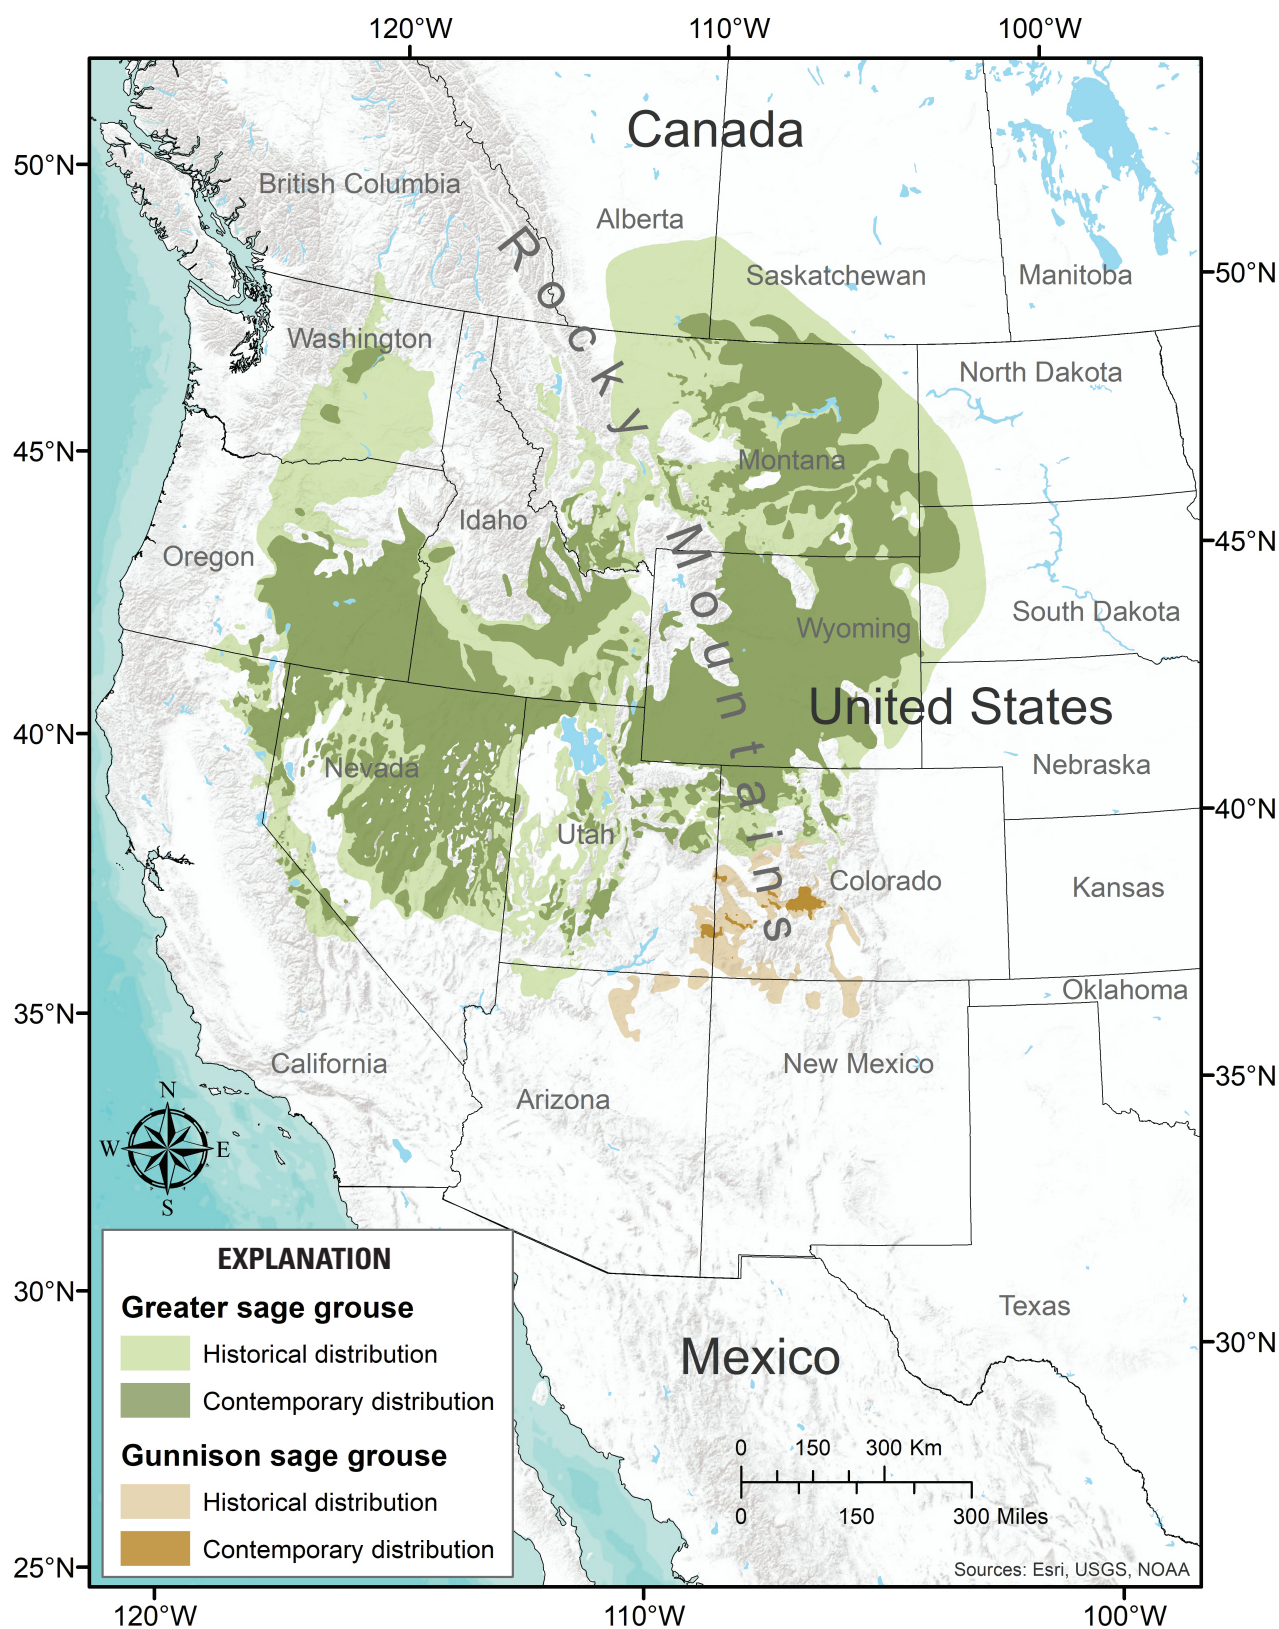 120°W 110°W 100°W
Canada
50°N
British Columbia
Alberta
Saskatchewan
Manitoba
50°N
Rocky Mountains
Washington
North Dakota
45°N
Montana
Idaho
Oregon
45°N
South Dakota
Wyoming
United States
40°N
Nevada
Nebraska
40°N
Utah
Colorado
Kansas
Oklahoma
35°N
California
New Mexico
35°N
Arizona
N
W E
S
EXPLANATION
Greater sage grouse
Historical distribution
Contemporary distribution
Gunnison sage grouse
Historical distribution
Contemporary distribution
30°N
Texas
30°N
Mexico
0 150 300 Km
0 150 300 Miles
25°N
Sources: Esri, USGS, NOAA
120°W 110°W 100°W